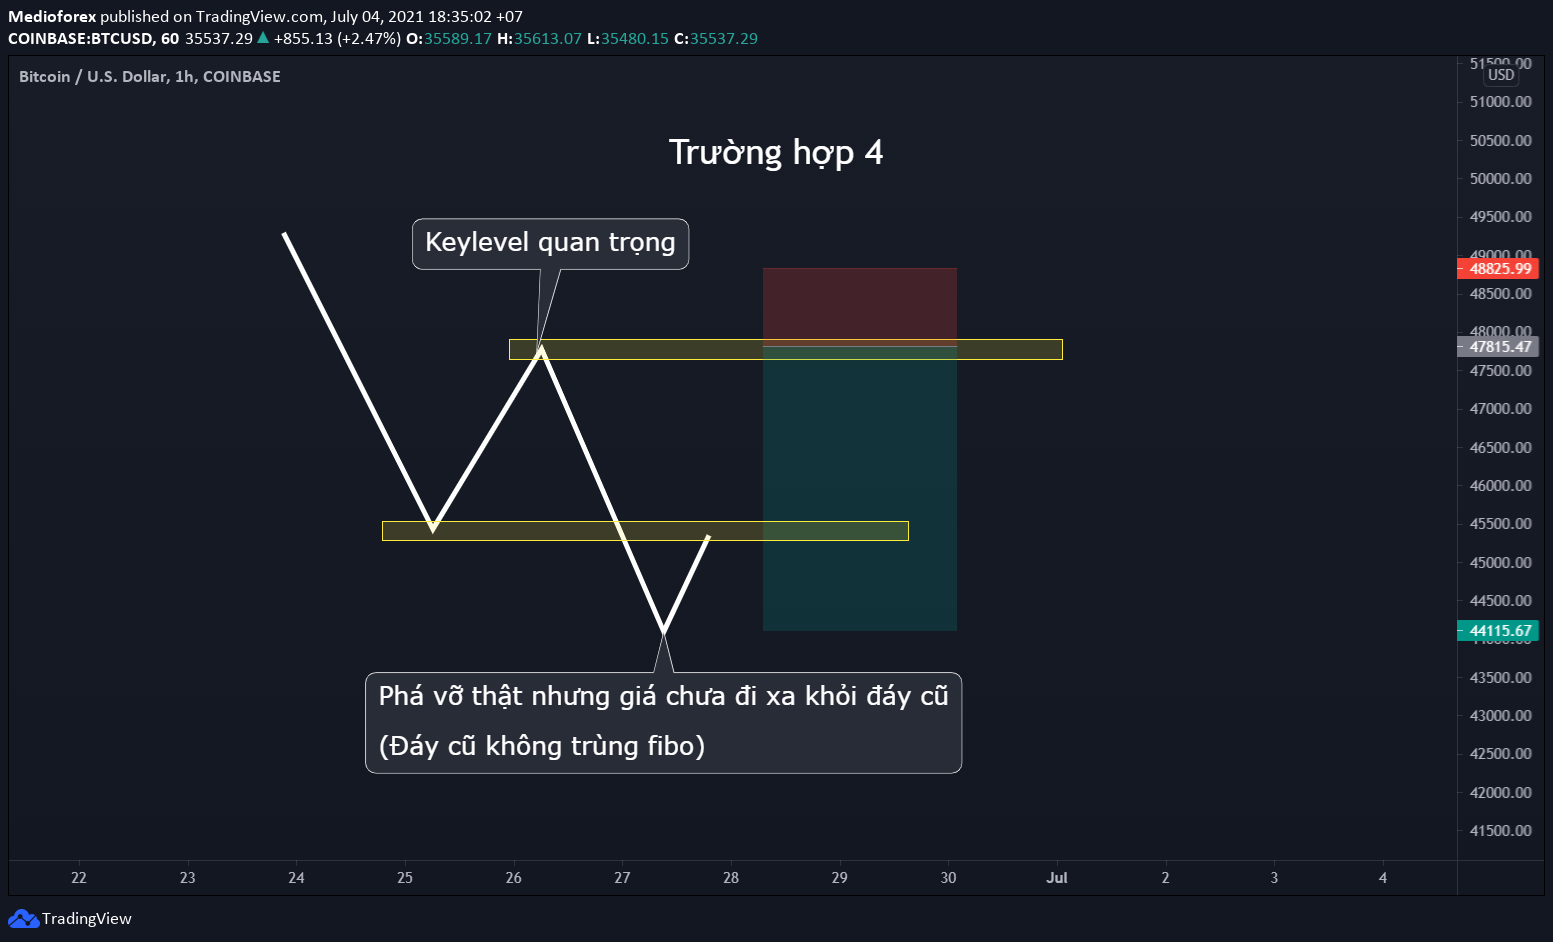 Medioforex published on TradingView.com, July 04, 2021 18:35:02 +07
COINBASE:BTCUSD, 60 35537.29 ▲ +855.13 (+2.47%) O:35589.17 H:35613.07 L:35480.15 C:35537.29
Bitcoin / U.S. Dollar, 1h, COINBASE
Trường hợp 4
Keylevel quan trọng
Phá vỡ thật nhưng giá chưa đi xa khỏi đáy cũ
(Đáy cũ không trùng fibo)
51500.00
USD
51000.00
50500.00
50000.00
49500.00
49000.00
48825.99
48500.00
48000.00
47815.47
47500.00
47000.00
46500.00
46000.00
45500.00
45000.00
44500.00
44115.67
43500.00
43000.00
42500.00
42000.00
41500.00
22 23 24 25 26 27 28 29 30 Jul 2 3 4
TradingView